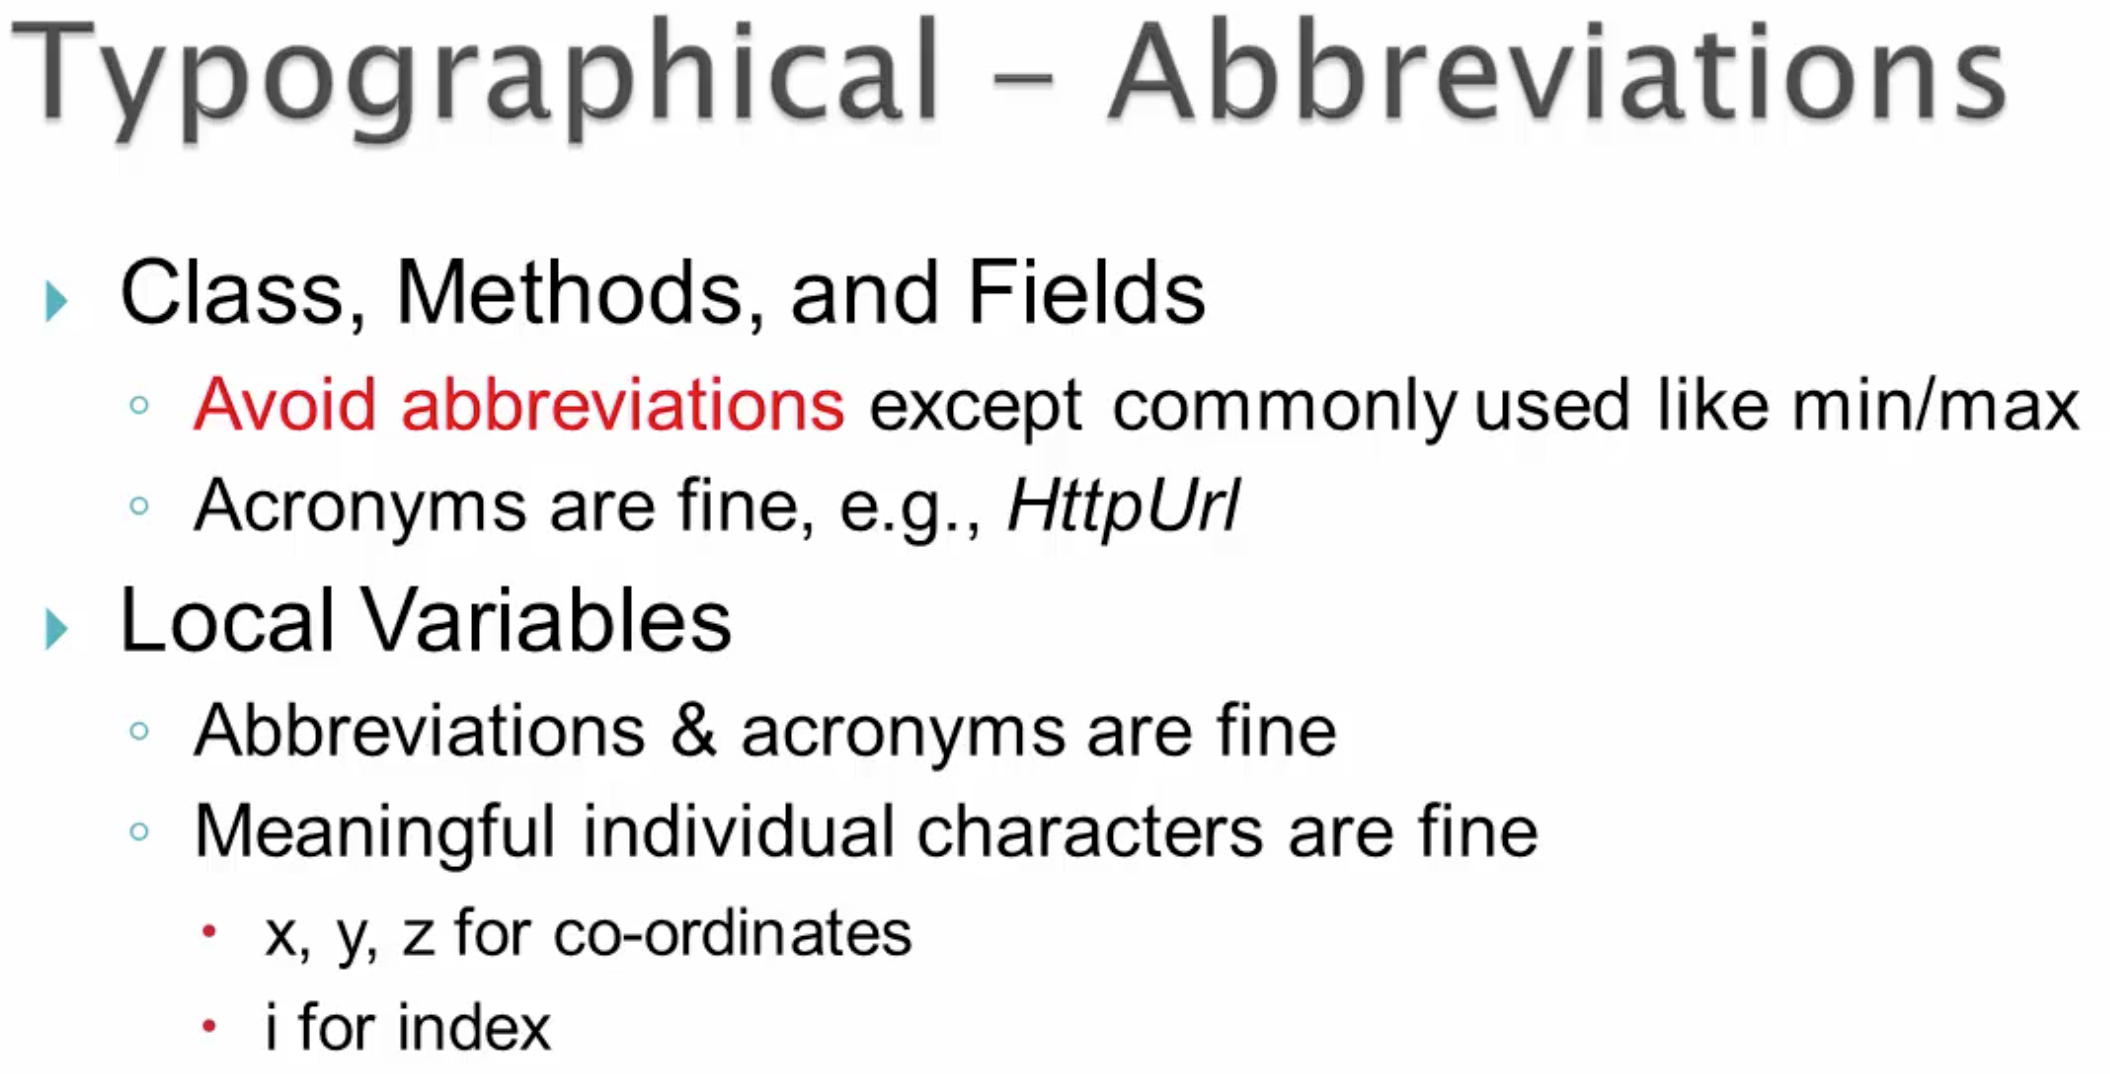 Typographical – Abbreviations
Class, Methods, and Fields
Avoid abbreviations except commonly used like min/max
Acronyms are fine, e.g., HttpUrl
Local Variables
Abbreviations & acronyms are fine
Meaningful individual characters are fine
x, y, z for co-ordinates
i for index